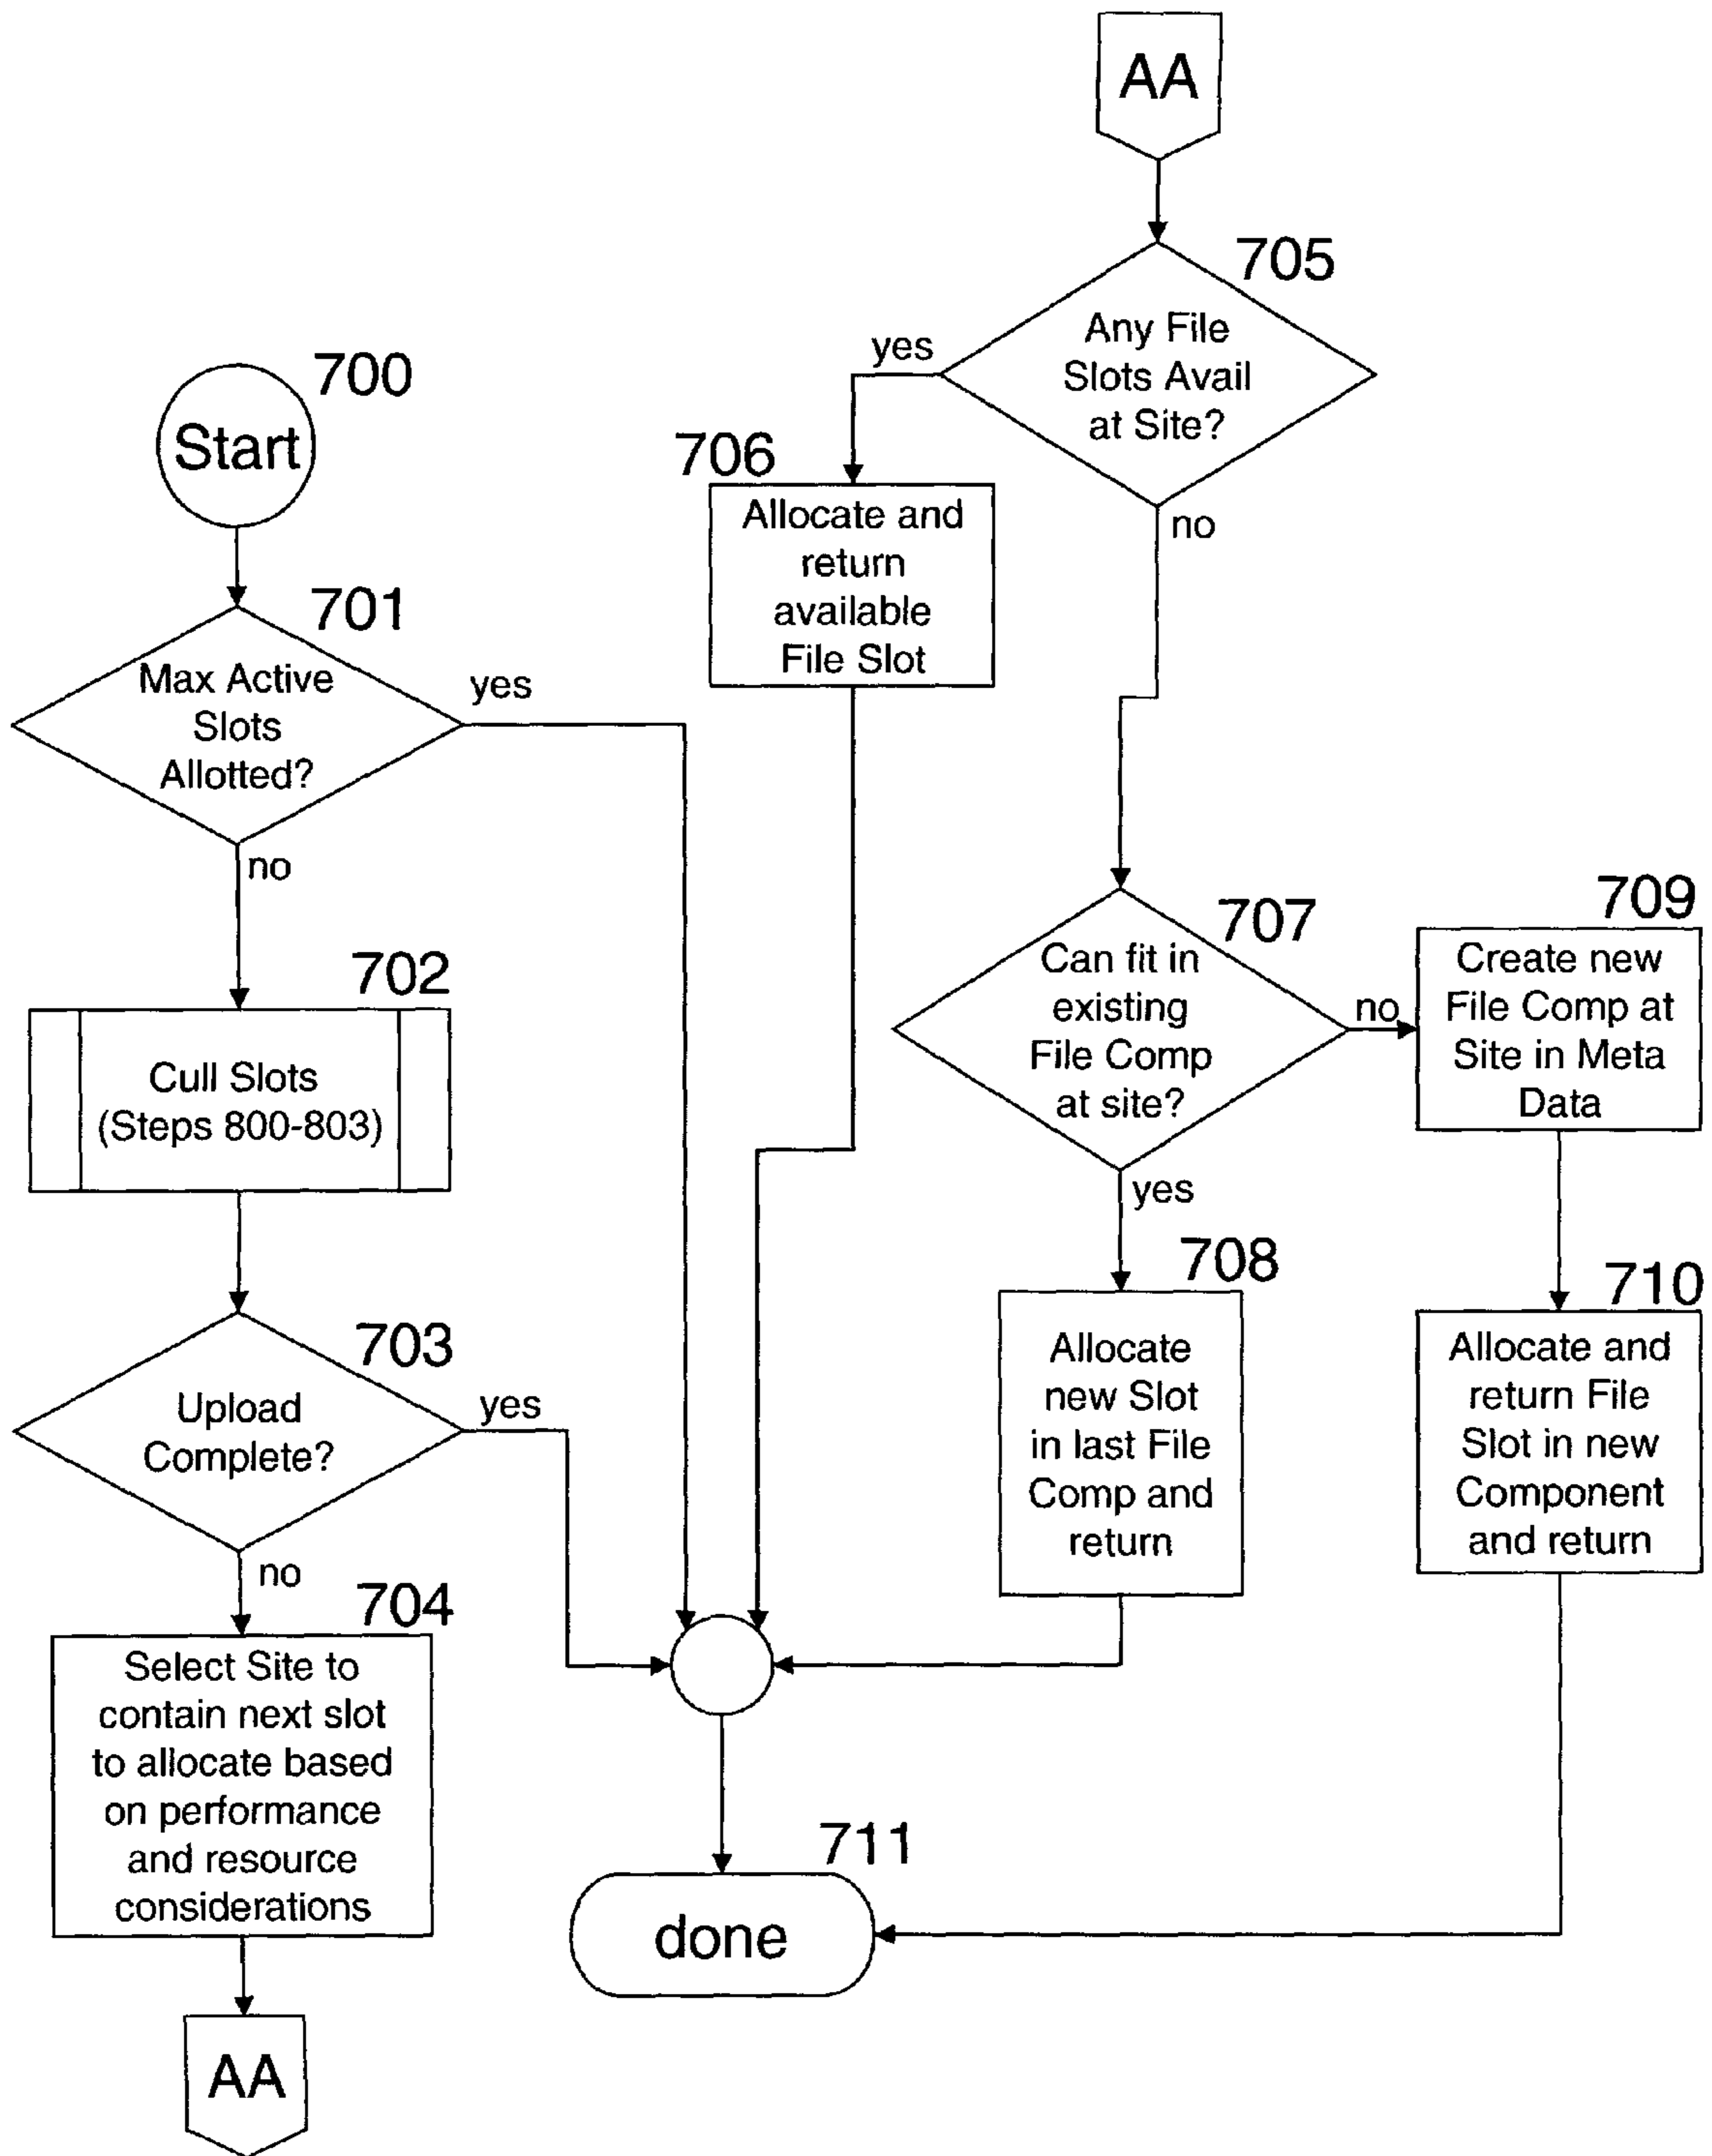 700
Start
701
Max Active
Slots
Allotted?
yes
no
702
Cull Slots
(Steps 800-803)
703
Upload
Complete?
yes
no
704
Select Site to
contain next slot
to allocate based
on performance
and resource
considerations
AA
AA
705
Any File
Slots Avail
at Site?
yes
no
706
Allocate and
return
available
File Slot
707
Can fit in
existing
File Comp
at site?
no
yes
709
Create new
File Comp at
Site in Meta
Data
708
Allocate
new Slot
in last File
Comp and
return
710
Allocate and
return File
Slot in new
Component
and return
711
done